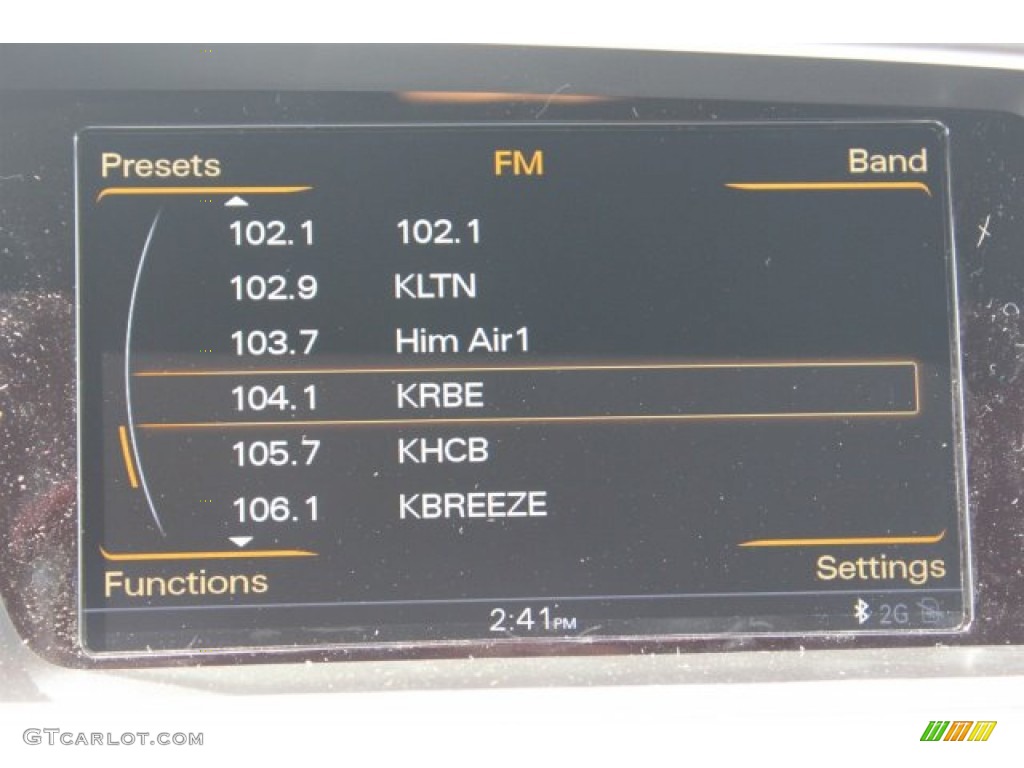 Presets FM Band
102.1 102.1
102.9 KLTN
103.7 Him Air1
104.1 KRBE
105.7 KHCB
106.1 KBREEZE
Functions Settings
2:41PM 2G
GTCARLOT.COM